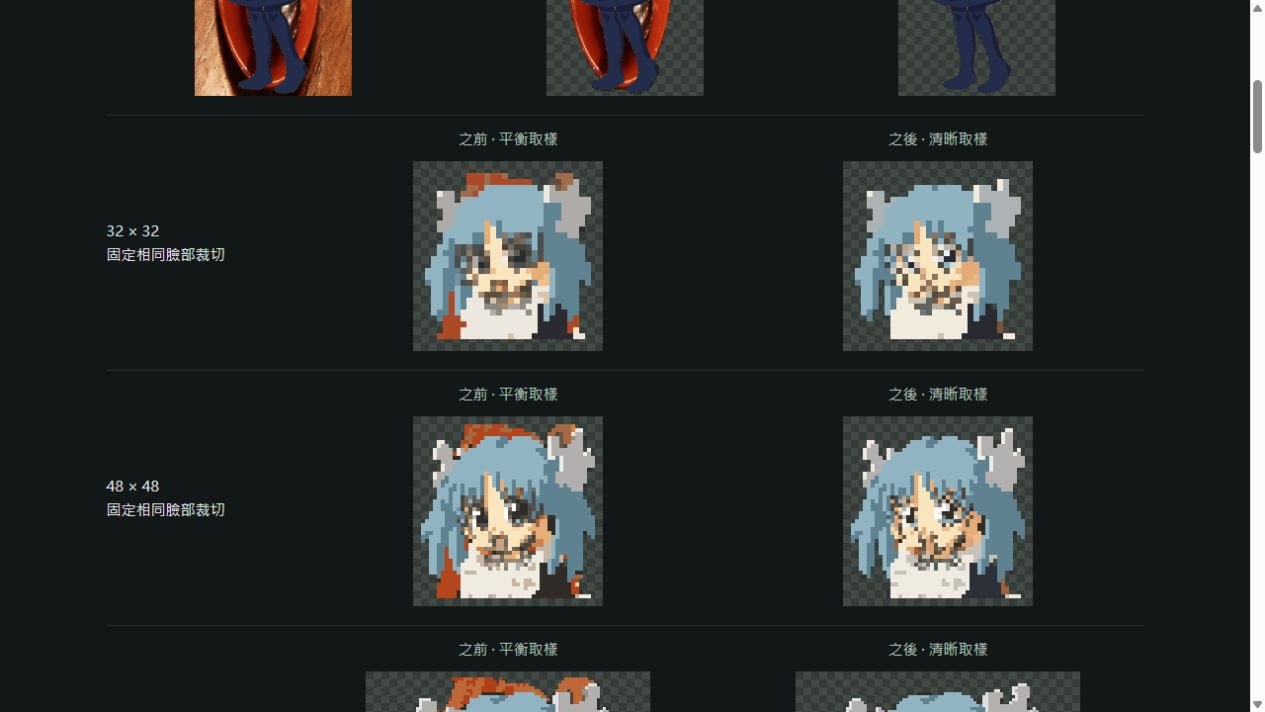 之前 · 平衡取樣
之後 · 清晰取樣
32 × 32
固定相同臉部裁切
之前 · 平衡取樣
之後 · 清晰取樣
48 × 48
固定相同臉部裁切
之前 · 平衡取樣
之後 · 清晰取樣